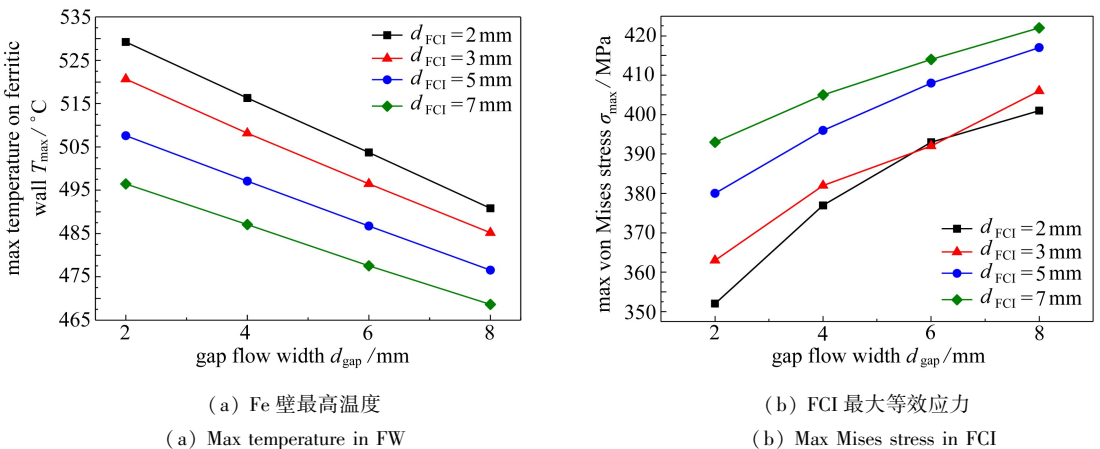 max temperature on ferritic
wall Tmax / °C
535
525
515
505
495
485
475
465
2
4
6
8
gap flow width dgap /mm
dFCI=2 mm
dFCI=3 mm
dFCI=5 mm
dFCI=7 mm
(a) Fe 壁最高温度
(a) Max temperature in FW
max von Mises stress σmax / MPa
420
410
400
390
380
370
360
350
2
4
6
8
gap flow width dgap /mm
dFCI=2 mm
dFCI=3 mm
dFCI=5 mm
dFCI=7 mm
(b) FCI 最大等效应力
(b) Max Mises stress in FCI